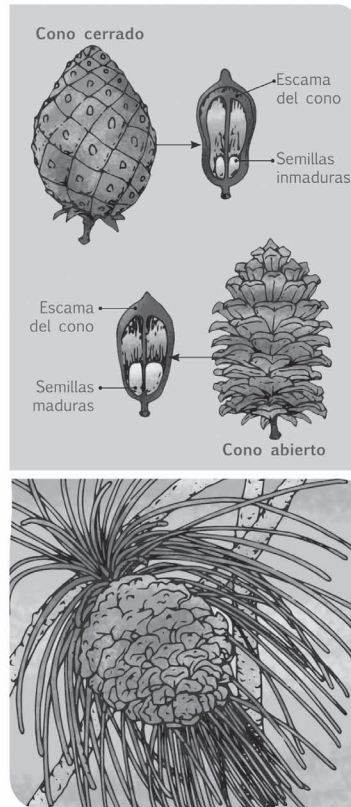 Cono cerrado
Escama
del cono
Semillas
inmaduras
Escama
del cono
Semillas
maduras
Cono abierto